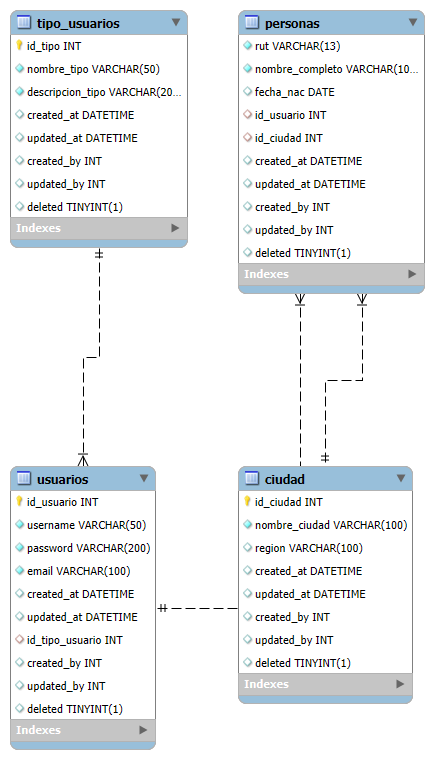 tipo_usuarios
id_tipo INT
nombre_tipo VARCHAR(50)
descripcion_tipo VARCHAR(20...
created_at DATETIME
updated_at DATETIME
created_by INT
updated_by INT
deleted TINYINT(1)
Indexes
personas
rut VARCHAR(13)
nombre_completo VARCHAR(10...
fecha_nac DATE
id_usuario INT
id_ciudad INT
created_at DATETIME
updated_at DATETIME
created_by INT
updated_by INT
deleted TINYINT(1)
Indexes
usuarios
id_usuario INT
username VARCHAR(50)
password VARCHAR(200)
email VARCHAR(100)
created_at DATETIME
updated_at DATETIME
id_tipo_usuario INT
created_by INT
updated_by INT
deleted TINYINT(1)
Indexes
ciudad
id_ciudad INT
nombre_ciudad VARCHAR(100)
region VARCHAR(100)
created_at DATETIME
updated_at DATETIME
created_by INT
updated_by INT
deleted TINYINT(1)
Indexes